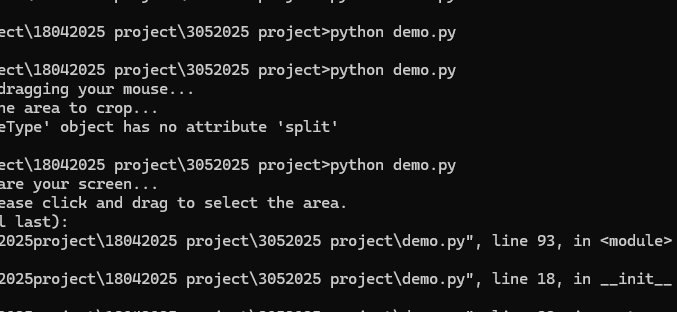 ect\18042025 project\3052025 project>python demo.py
ect\18042025 project\3052025 project>python demo.py
dragging your mouse...
he area to crop...
eType' object has no attribute 'split'
ect\18042025 project\3052025 project>python demo.py
are your screen...
ease click and drag to select the area.
l last):
2025project\18042025 project\3052025 project\demo.py", line 93, in <module>
2025project\18042025 project\3052025 project\demo.py", line 18, in __init__